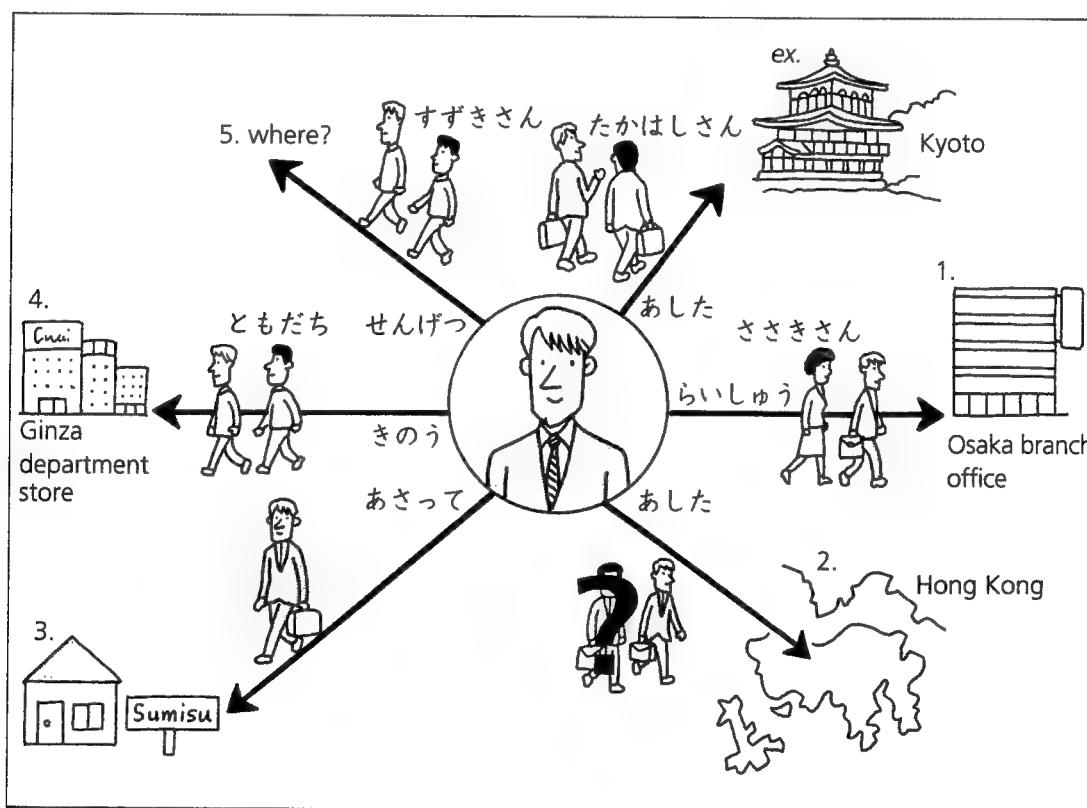 ex.
Kyoto
たかはしさん
あした
1.
Osaka branch
office
ささきさん
らいしゅう
2.
Hong Kong
あした
?
3.
Sumisu
あさって
4.
Ginza
department
store
ともだち
きのう
5. where?
すずきさん
せんげつ